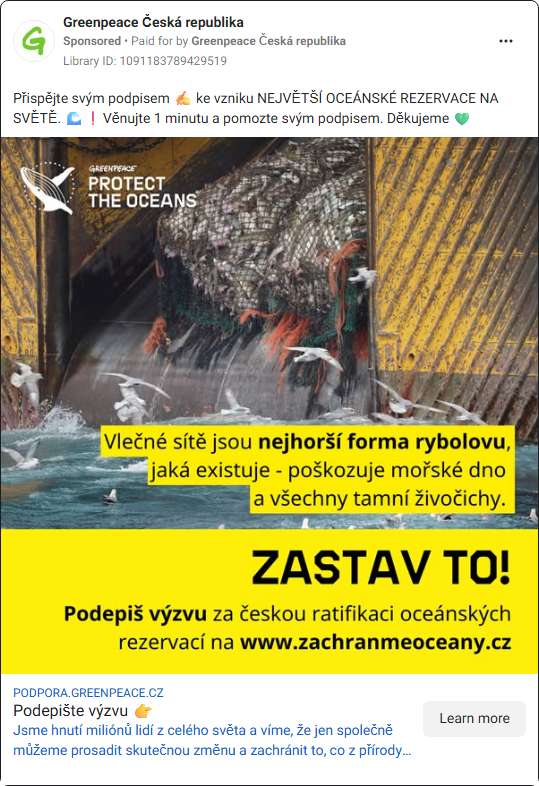 Greenpeace Česká republika
Sponsored • Paid for by Greenpeace Česká republika
Library ID: 1091183789429519
Přispějte svým podpisem ✍️ ke vzniku NEJVĚTŠÍ OCEÁNSKÉ REZERVACE NA
SVĚTĚ. 🌊 ❗ Věnujte 1 minutu a pomozte svým podpisem. Děkujeme 💚
GREENPEACE
PROTECT
THE OCEANS
Vlečné sítě jsou nejhorší forma rybolovu,
jaká existuje - poškozuje mořské dno
a všechny tamní živočichy.
ZASTAV TO!
Podepiš výzvu za českou ratifikaci oceánských
rezervací na www.zachranmeoceany.cz
PODPORA.GREENPEACE.CZ
Podepište výzvu 👉
Jsme hnutí miliónů lidí z celého světa a víme, že jen společně
můžeme prosadit skutečnou změnu a zachránit to, co z přírody…
Learn more